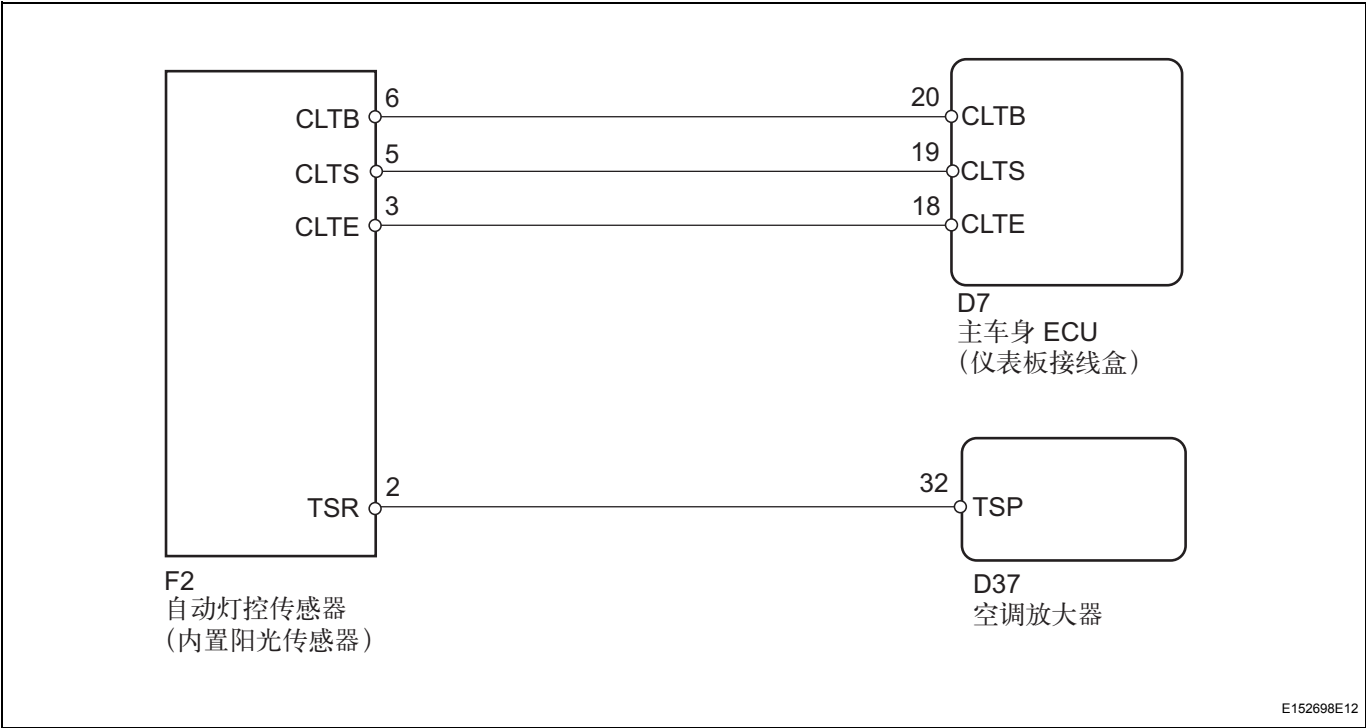 CLTB 6 20 CLTB
CLTS 5 19 CLTS
CLTE 3 18 CLTE
D7
主车身 ECU
（仪表板接线盒）
TSR 2 32 TSP
F2
自动灯控传感器
（内置阳光传感器）
D37
空调放大器
E152698E12